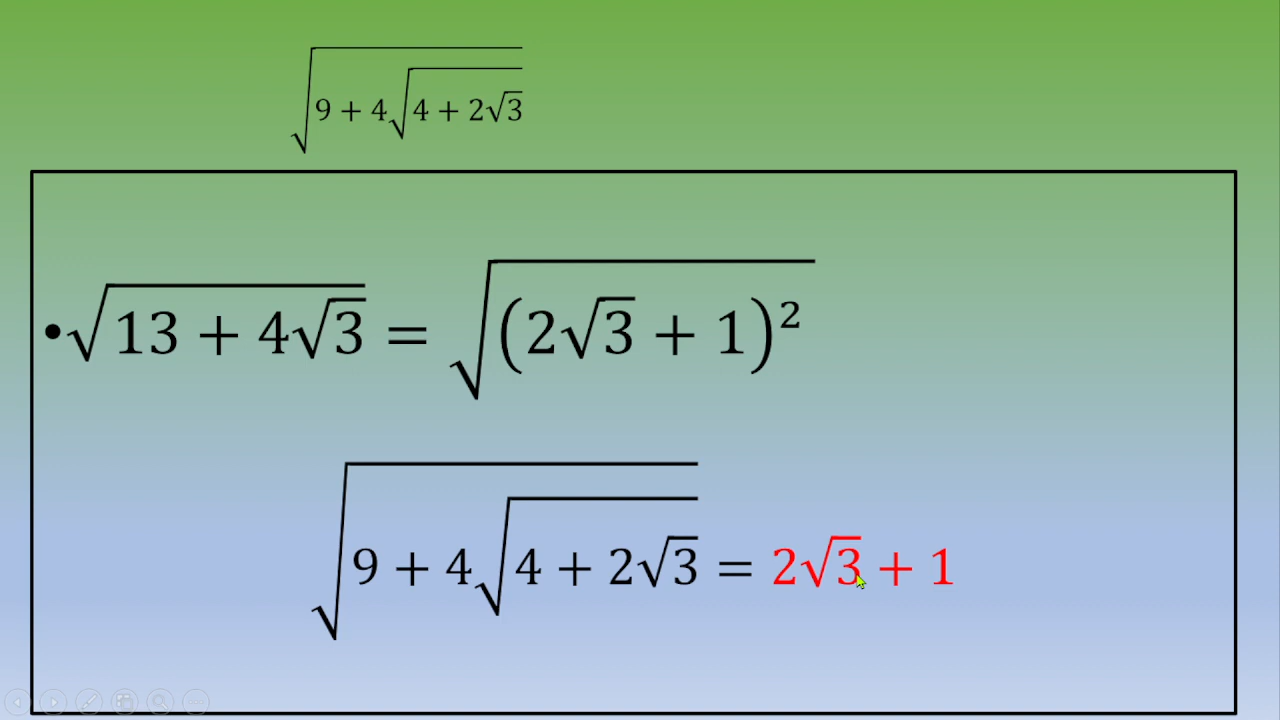 √(9 + 4√(4 + 2√3))
•√(13 + 4√3) = √((2√3 + 1)²)
√(9 + 4√(4 + 2√3)) = 2√3 + 1